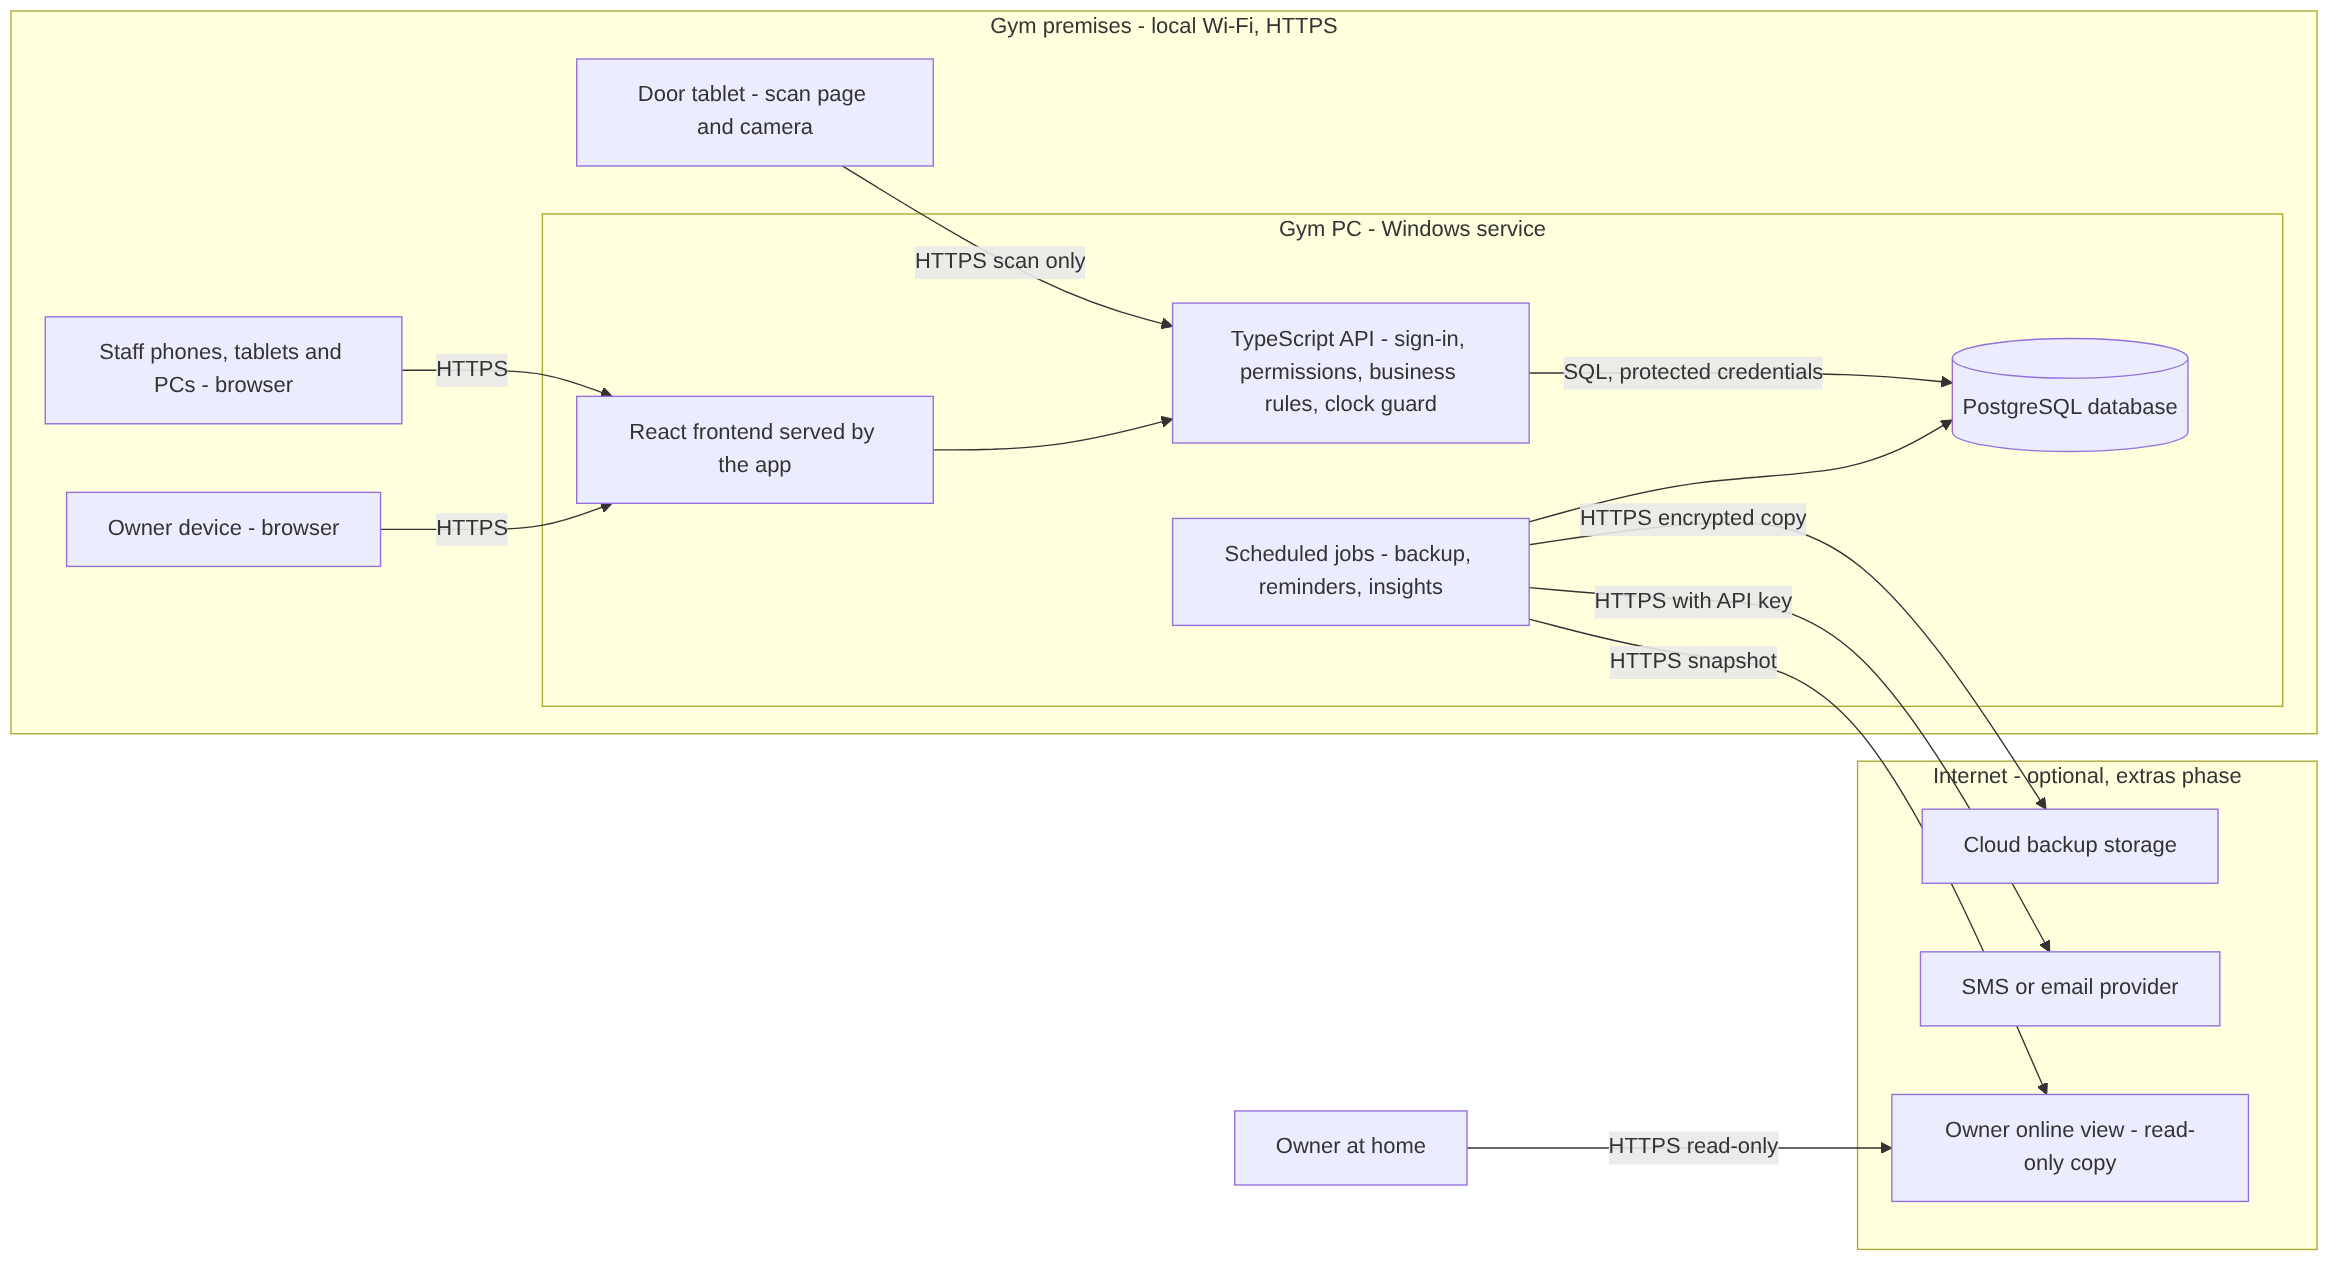 Gym premises - local Wi-Fi, HTTPS
Door tablet - scan page
and camera
Gym PC - Windows service
HTTPS scan only
Staff phones, tablets and
PCs - browser
HTTPS
TypeScript API - sign-in,
permissions, business
rules, clock guard
SQL, protected credentials
PostgreSQL database
React frontend served by
the app
Owner device - browser
HTTPS
Scheduled jobs - backup,
reminders, insights
HTTPS encrypted copy
HTTPS with API key
HTTPS snapshot
Internet - optional, extras phase
Cloud backup storage
SMS or email provider
Owner at home
HTTPS read-only
Owner online view - read-
only copy